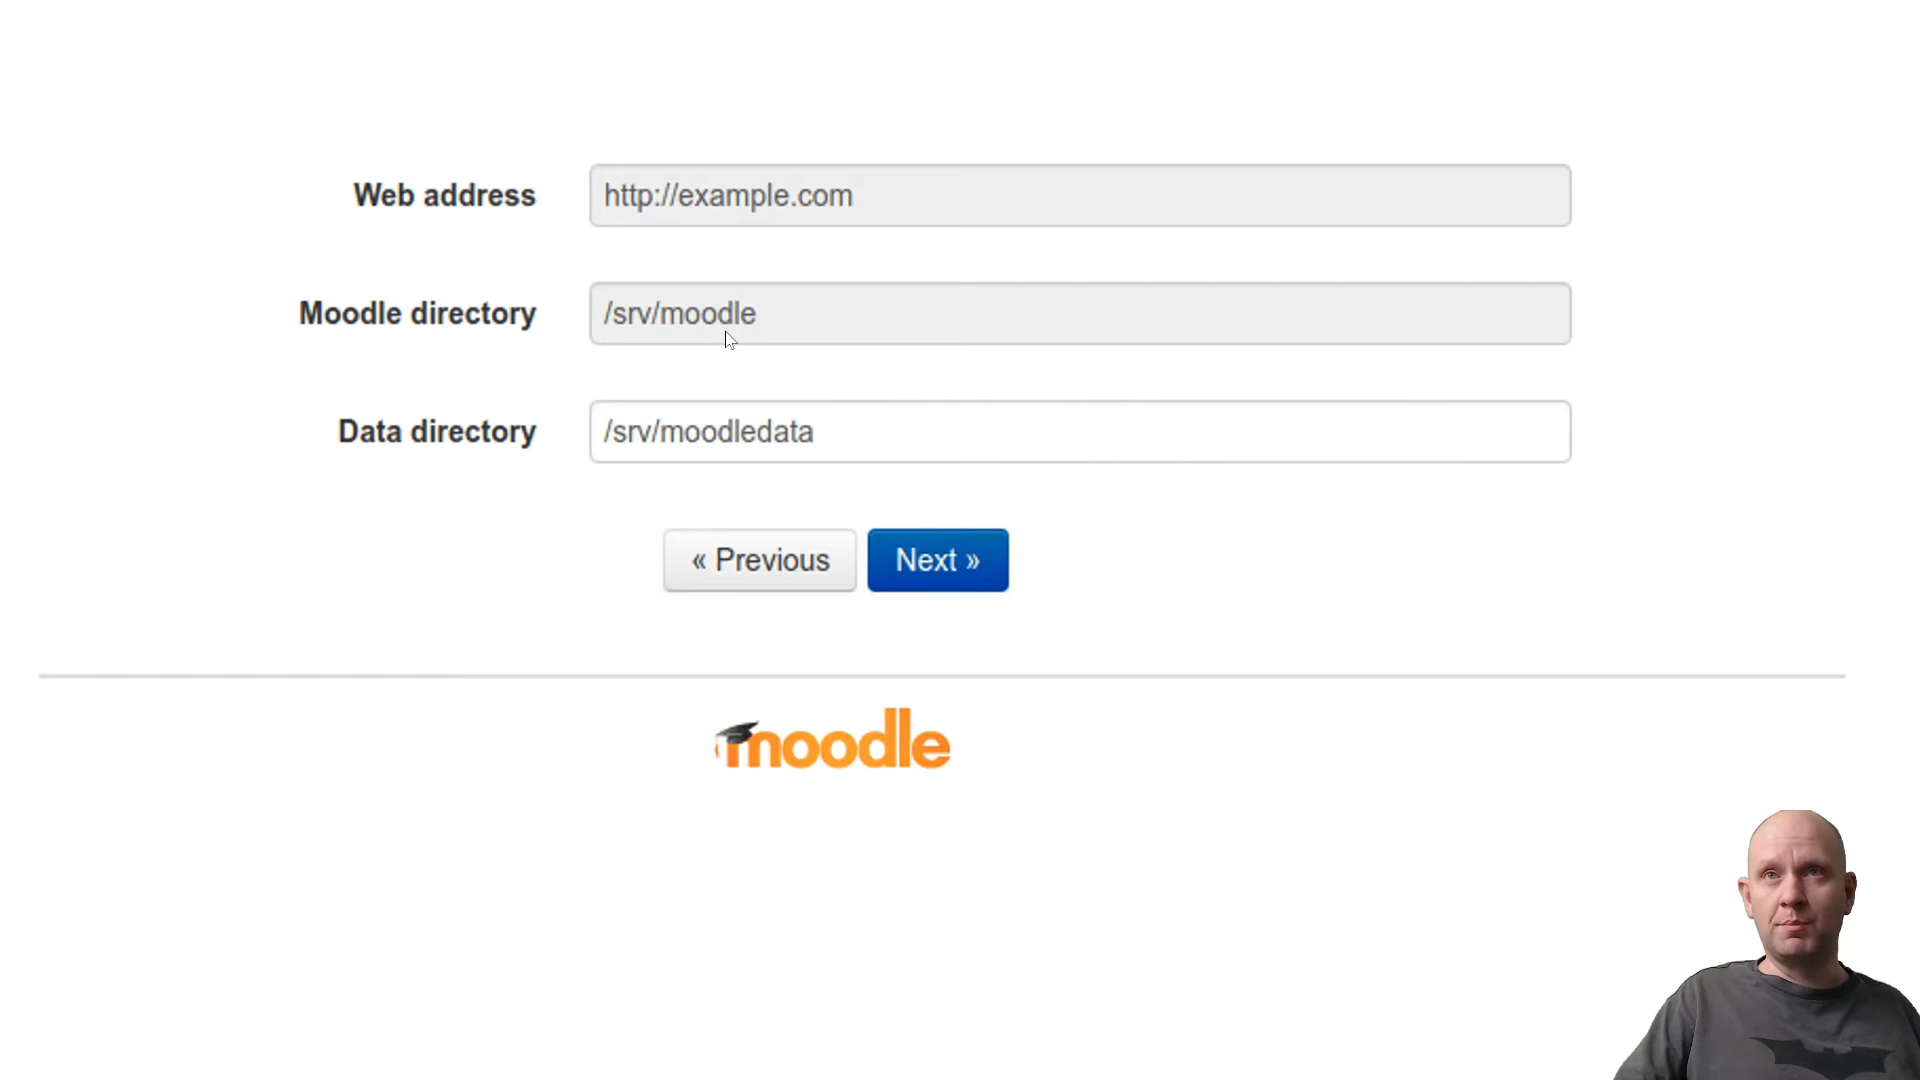 Web address http://example.com
Moodle directory /srv/moodle
Data directory /srv/moodledata
« Previous Next »
moodle